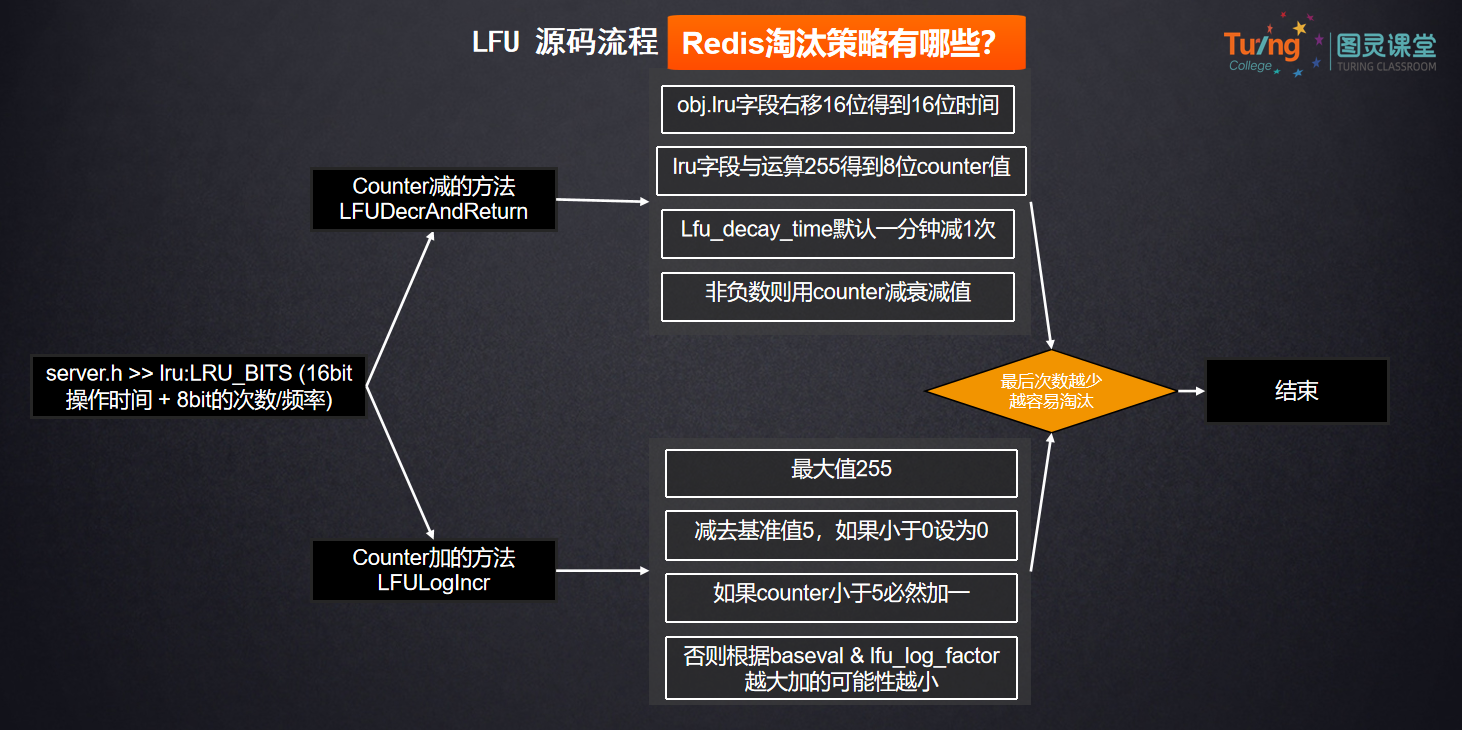 LFU 源码流程
Redis淘汰策略有哪些?
Turing
College
图灵课堂
TURING CLASSROOM
obj.lru字段右移16位得到16位时间
lru字段与运算255得到8位counter值
Lfu_decay_time默认一分钟减1次
非负数则用counter减衰减值
Counter减的方法
LFUDecrAndReturn
server.h >> lru:LRU_BITS (16bit
操作时间 + 8bit的次数/频率)
最后次数越少
越容易淘汰
结束
Counter加的方法
LFULogIncr
最大值255
减去基准值5，如果小于0设为0
如果counter小于5必然加一
否则根据baseval & lfu_log_factor
越大加的可能性越小